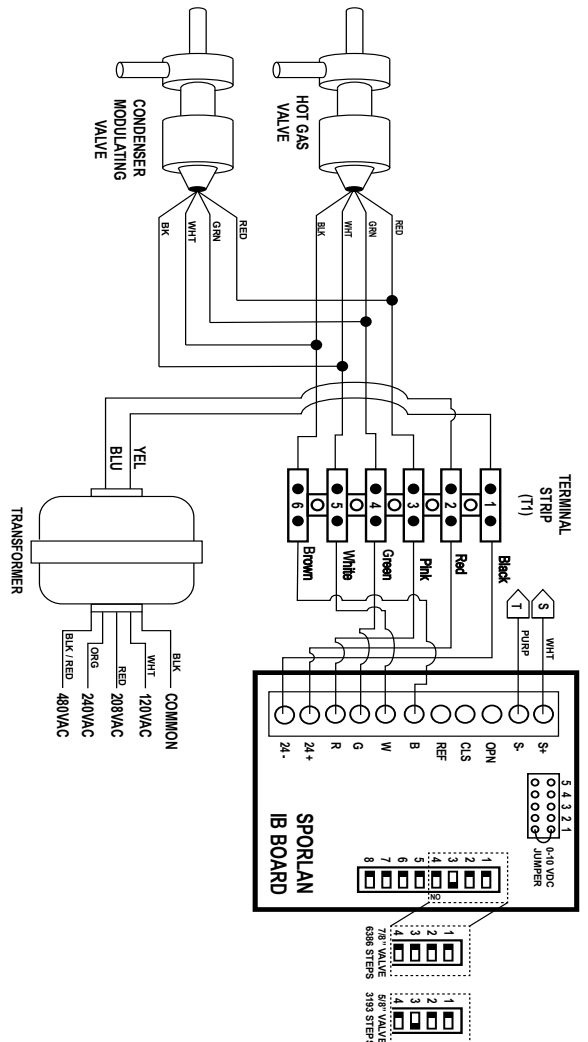 HOT GAS
VALVE
CONDENSER
MODULATING
VALVE
RED
GRN
WHT
BLK
RED
GRN
WHT
BK
TERMINAL
STRIP
(T1)
1
2
3
4
5
6
Black
Red
Pink
Green
White
Brown
YEL
BLU
TRANSFORMER
BLK
COMMON
WHT
120VAC
RED
208VAC
ORG
240VAC
BLK / RED
480VAC
S
T
WHT
PURP
S+
S-
OPN
CLS
REF
B
W
G
R
24 +
24 -
5 4 3 2 1
0-10 VDC
JUMPER
SPORLAN
IB BOARD
1
2
3
4
5
6
7
8
NO
1
2
3
4
7/8" VALVE
6386 STEPS
1
2
3
4
5/8" VALVE
3193 STEPS